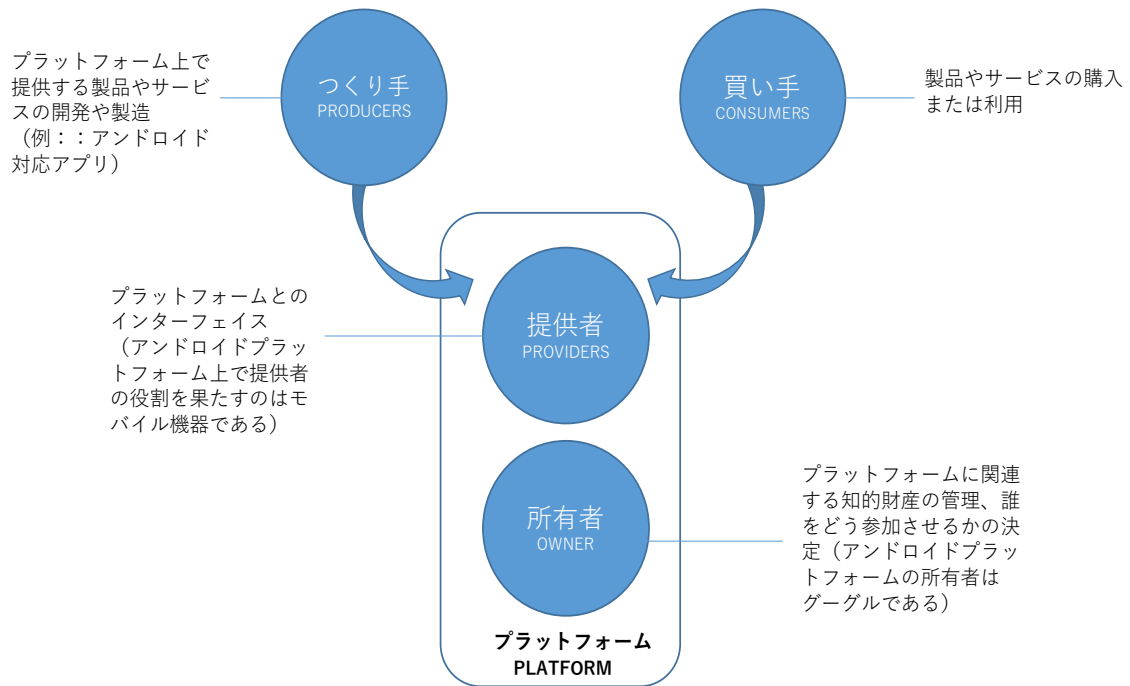 プラットフォーム上で
提供する製品やサービ
スの開発や製造
（例：：アンドロイド
対応アプリ）
つくり手
PRODUCERS
買い手
CONSUMERS
製品やサービスの購入
または利用
プラットフォームとの
インターフェイス
（アンドロイドプラッ
トフォーム上で提供者
の役割を果たすのはモ
バイル機器である）
提供者
PROVIDERS
所有者
OWNER
プラットフォームに関連
する知的財産の管理、誰
をどう参加させるかの決
定（アンドロイドプラッ
トフォームの所有者は
グーグルである）
プラットフォーム
PLATFORM